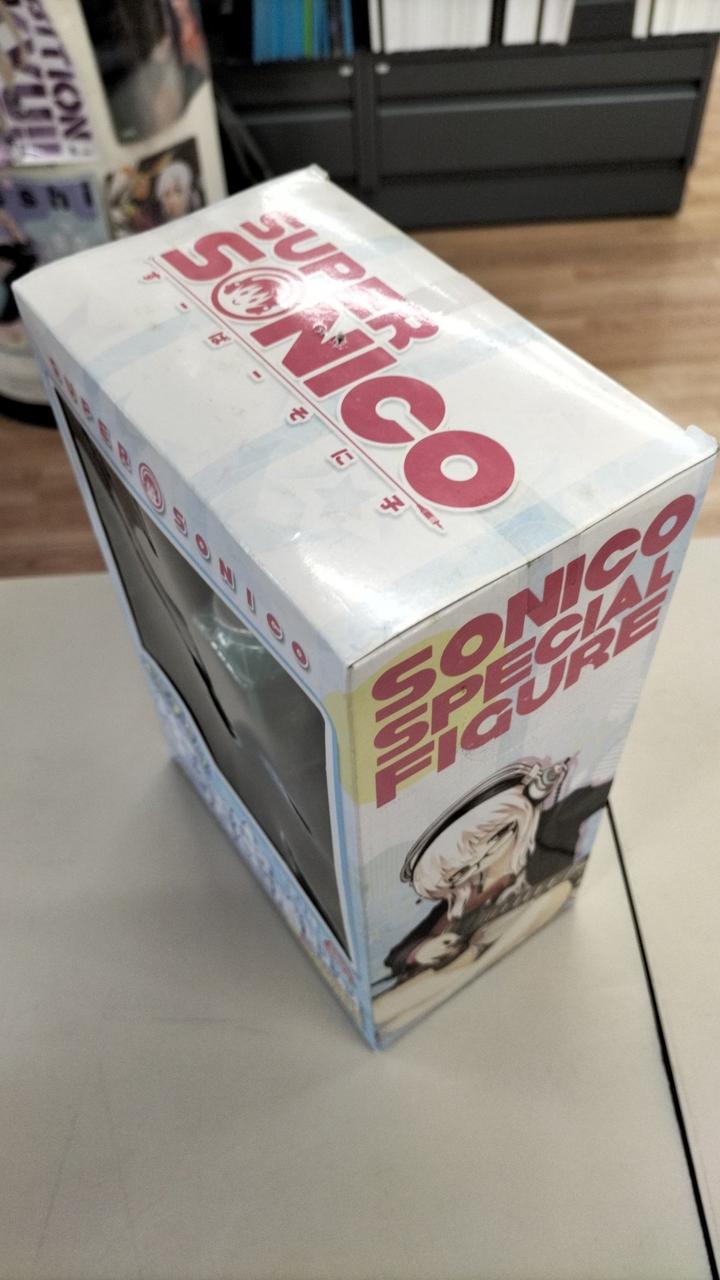 SUPER
SONICO
すーぱーそに子
SUPER SONICO
SONICO
SPECIAL
FIGURE